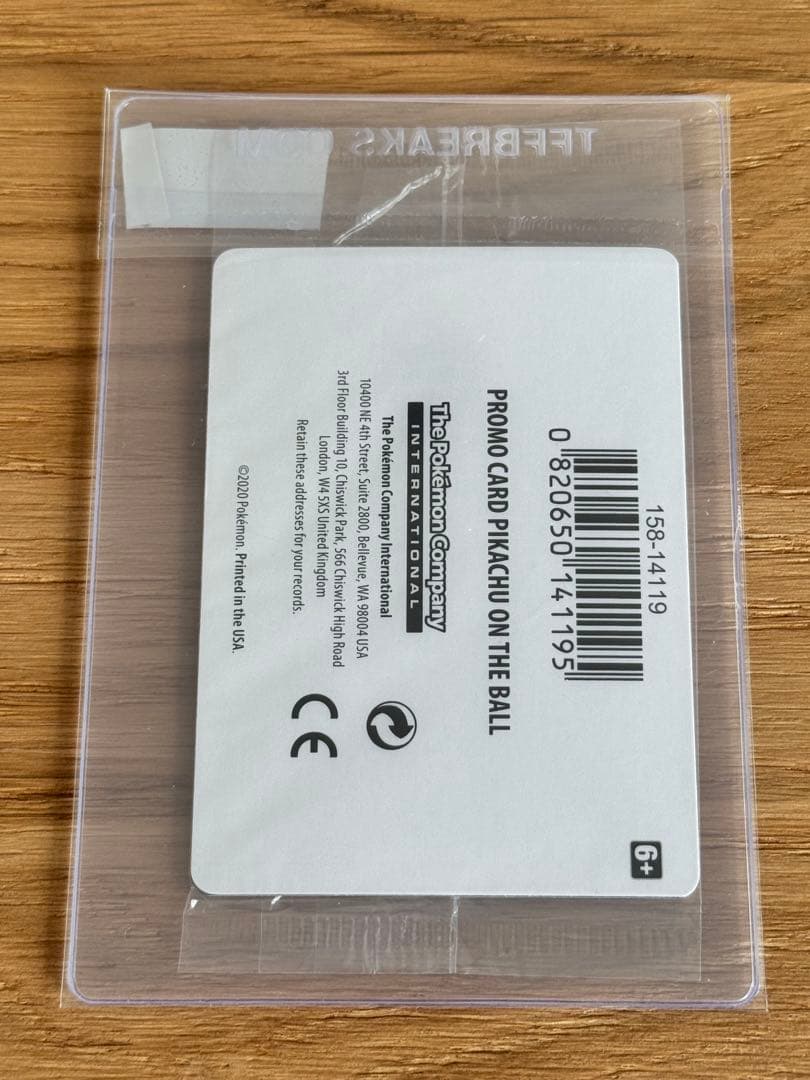 TFFBREAKS.COM
158-14119
0 820650 141195
PROMO CARD PIKACHU ON THE BALL
The Pokémon Company
INTERNATIONAL
The Pokémon Company International
10400 NE 4th Street, Suite 2800, Bellevue, WA 98004 USA
3rd Floor Building 10, Chiswick Park, 566 Chiswick High Road
London, W4 5XS United Kingdom
Retain these addresses for your records.
©2020 Pokémon. Printed in the USA.
CE
6+